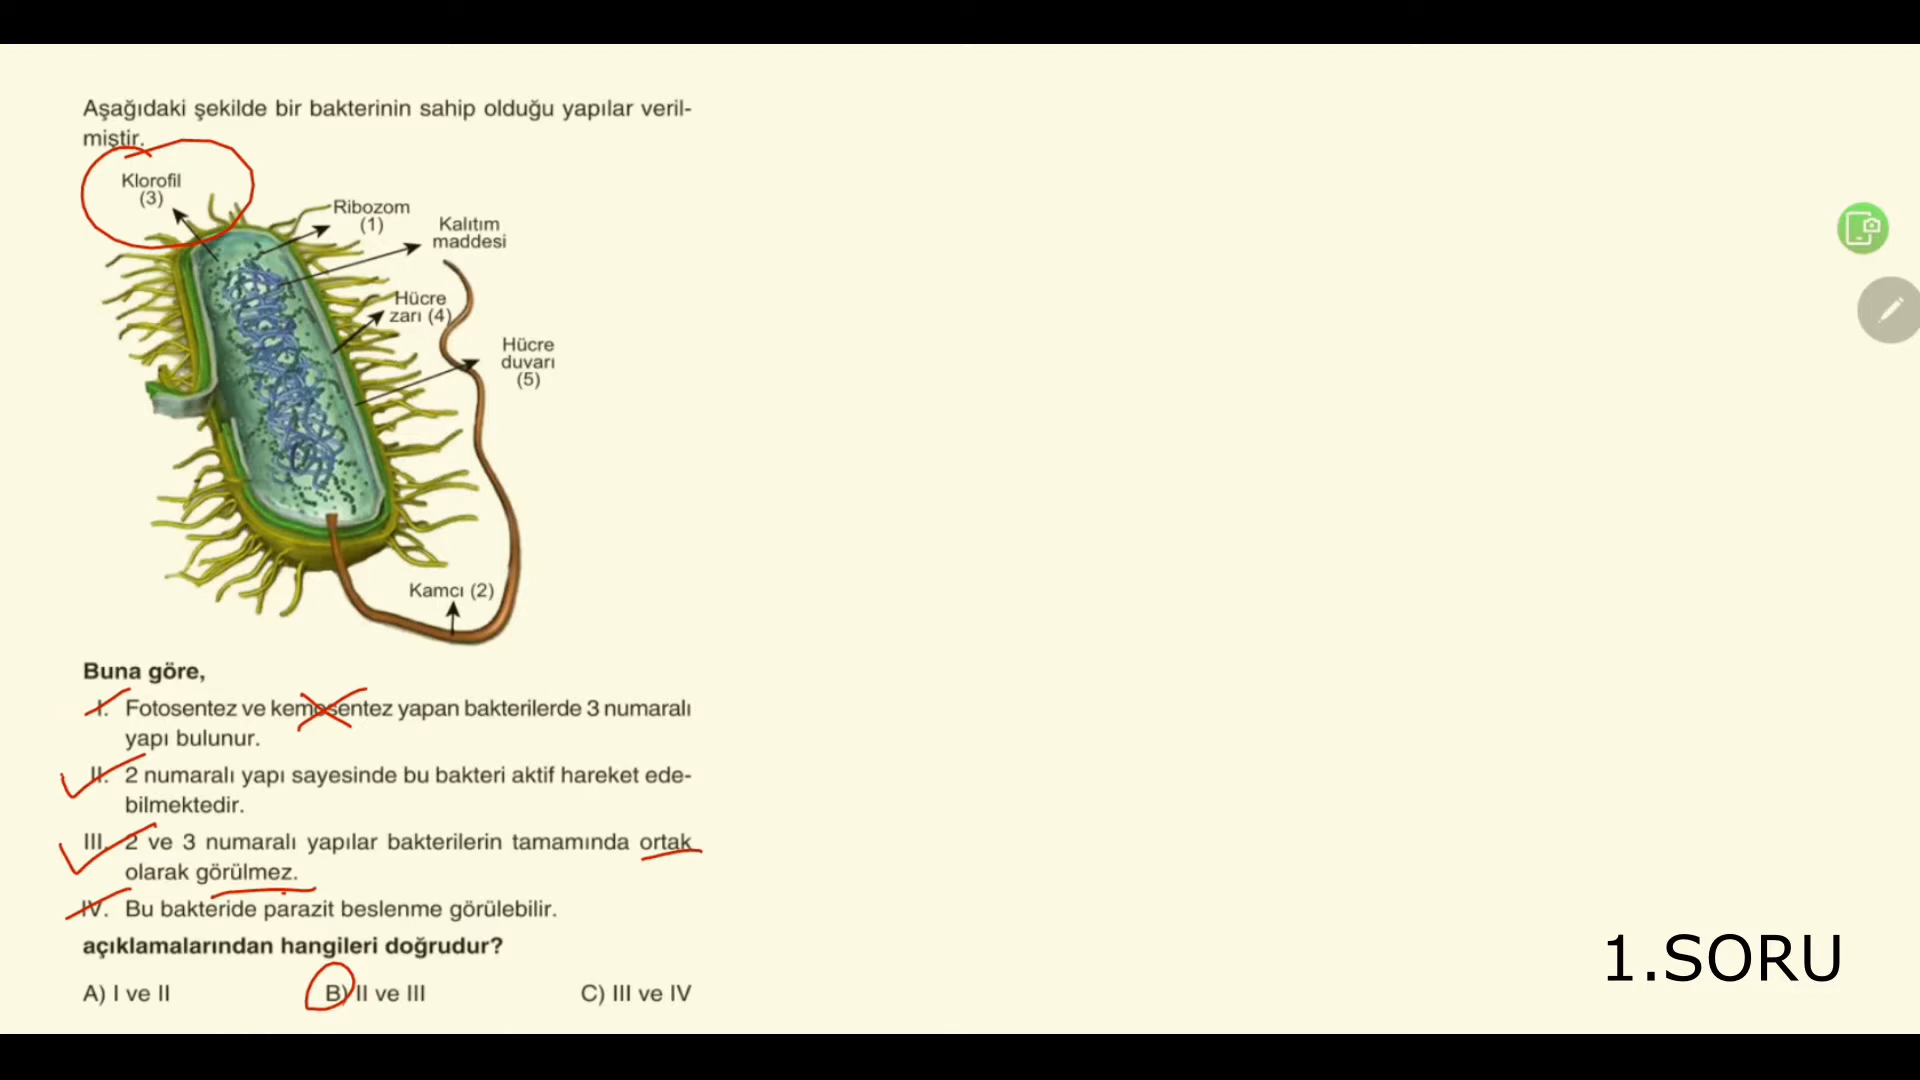 Aşağıdaki şekilde bir bakterinin sahip olduğu yapılar veril-
miştir.
Klorofil
(3)
Ribozom
(1)
Kalıtım
maddesi
Hücre
zarı (4)
Hücre
duvarı
(5)
Kamcı (2)
Buna göre,
I. Fotosentez ve kemosentez yapan bakterilerde 3 numaralı
yapı bulunur.
II. 2 numaralı yapı sayesinde bu bakteri aktif hareket ede-
bilmektedir.
III. 2 ve 3 numaralı yapılar bakterilerin tamamında ortak
olarak görülmez.
IV. Bu bakteride parazit beslenme görülebilir.
açıklamalarından hangileri doğrudur?
A) I ve II B) II ve III C) III ve IV
1.SORU